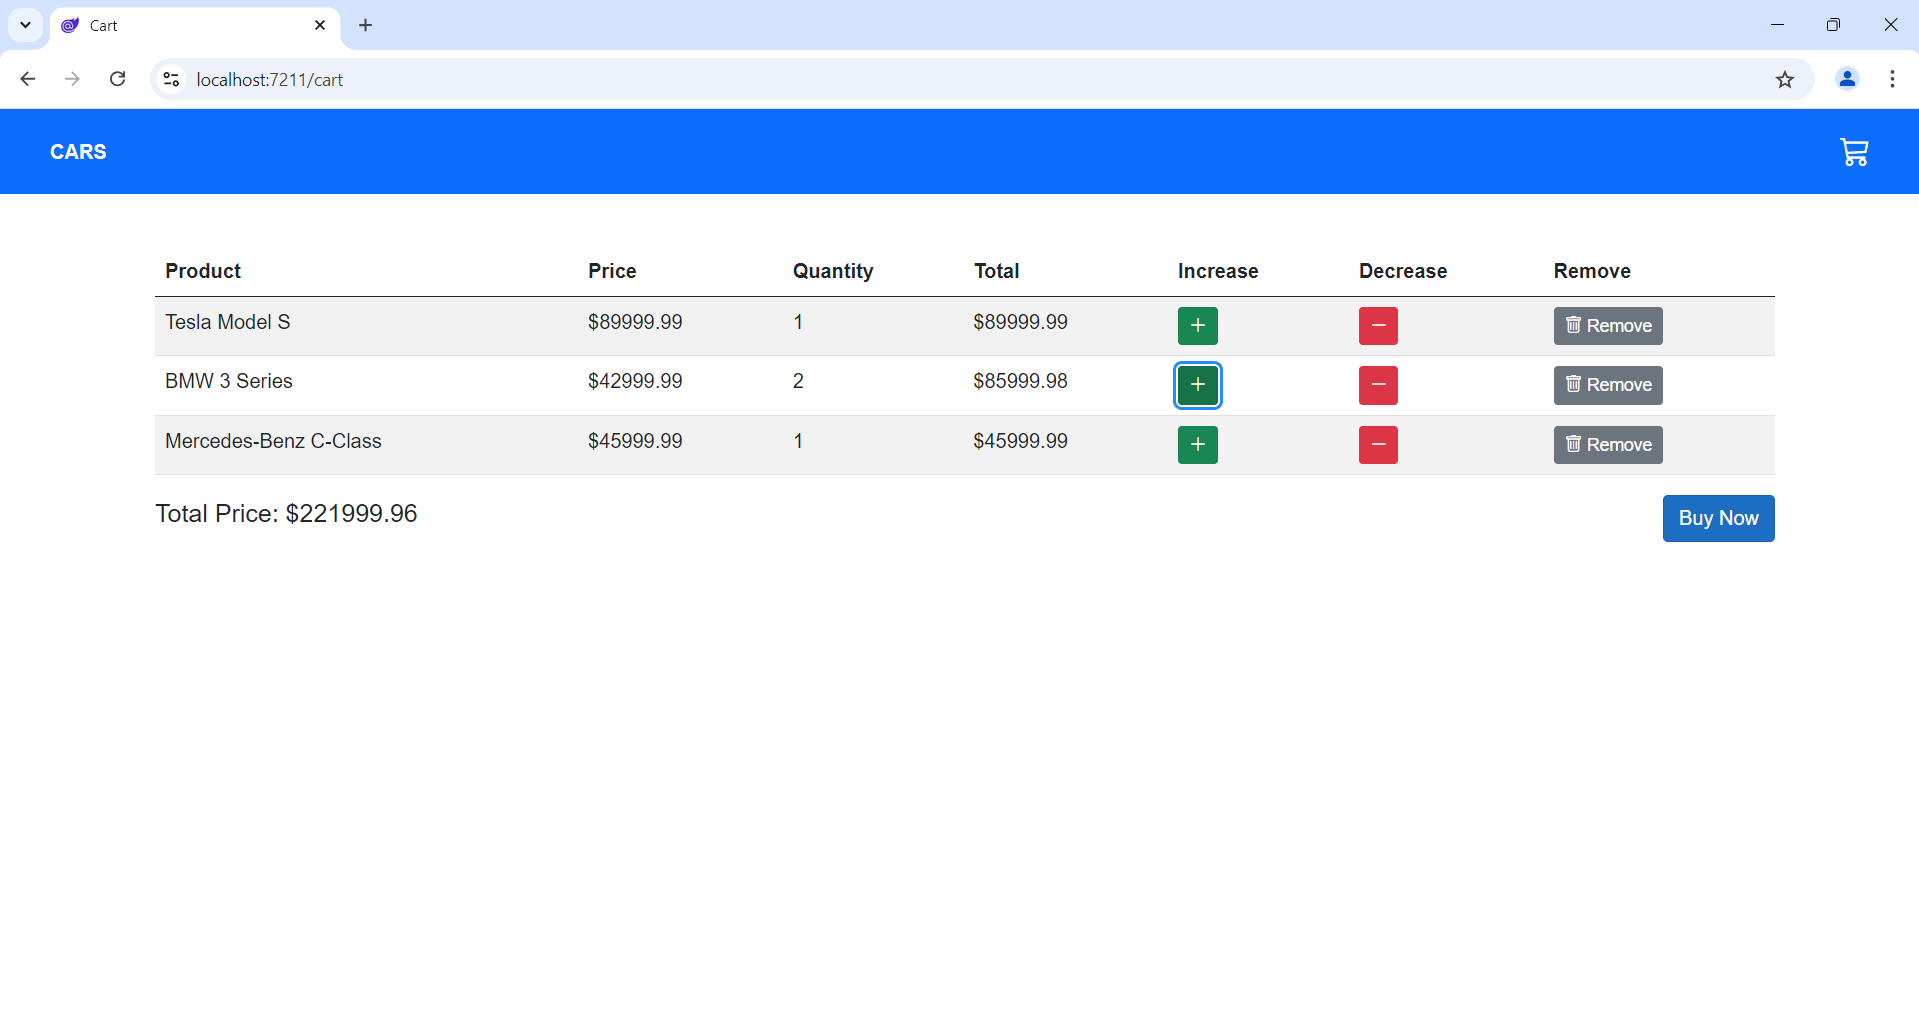 Cart
localhost:7211/cart
CARS
Product Price Quantity Total Increase Decrease Remove
Tesla Model S $89999.99 1 $89999.99 + − Remove
BMW 3 Series $42999.99 2 $85999.98 + − Remove
Mercedes-Benz C-Class $45999.99 1 $45999.99 + − Remove
Total Price: $221999.96 Buy Now